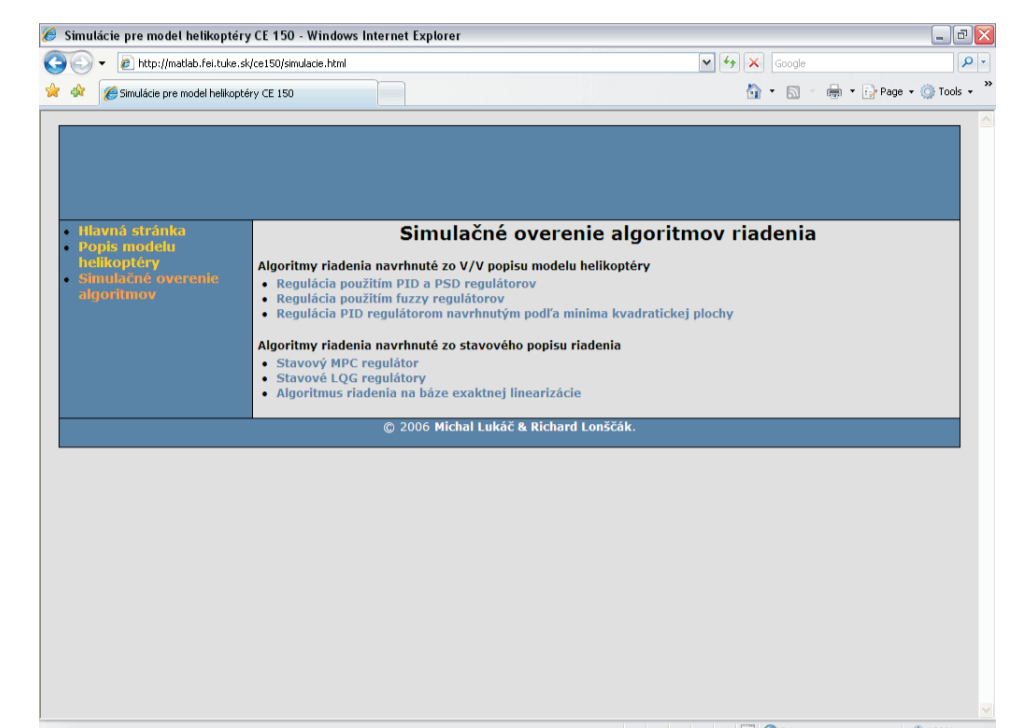 Simulácie pre model helikoptéry CE 150 - Windows Internet Explorer
http://matlab.fei.tuke.sk/ce150/simulacie.html
Google
Simulácie pre model helikoptéry CE 150
Page
Tools
»
Hlavná stránka
Popis modelu
helikoptéry
Simulačné overenie
algoritmov
Simulačné overenie algoritmov riadenia
Algoritmy riadenia navrhnuté zo V/V popisu modelu helikoptéry
Regulácia použitím PID a PSD regulátorov
Regulácia použitím fuzzy regulátorov
Regulácia PID regulátorom navrhnutým podľa minima kvadratickej plochy
Algoritmy riadenia navrhnuté zo stavového popisu riadenia
Stavový MPC regulátor
Stavové LQG regulátory
Algoritmus riadenia na báze exaktnej linearizácie
© 2006 Michal Lukáč & Richard Lonščák.